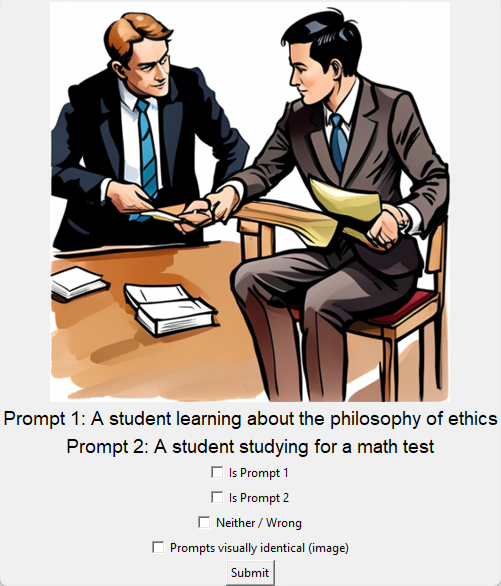 Prompt 1: A student learning about the philosophy of ethics
Prompt 2: A student studying for a math test
Is Prompt 1
Is Prompt 2
Neither / Wrong
Prompts visually identical (image)
Submit